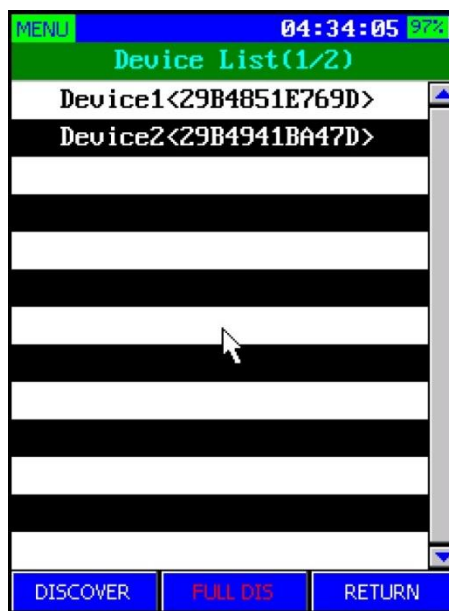 MENU 04:34:05 97%
Device List(1/2)
Device1<29B4851E769D>
Device2<29B4941BA47D>
DISCOVER FULL DIS RETURN